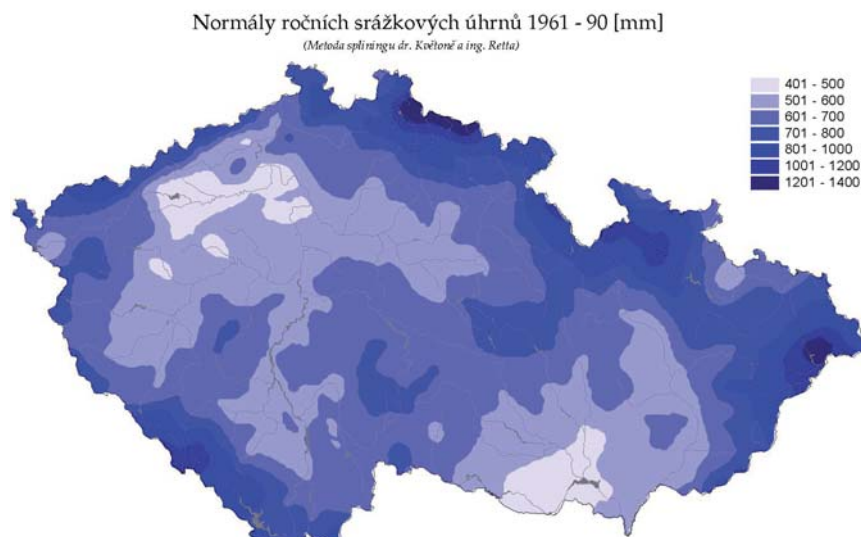 Normály ročních srážkových úhrnů 1961 - 90 [mm]
(Metoda spliningu dr. Květoně a ing. Retta)
401 - 500
501 - 600
601 - 700
701 - 800
801 - 1000
1001 - 1200
1201 - 1400